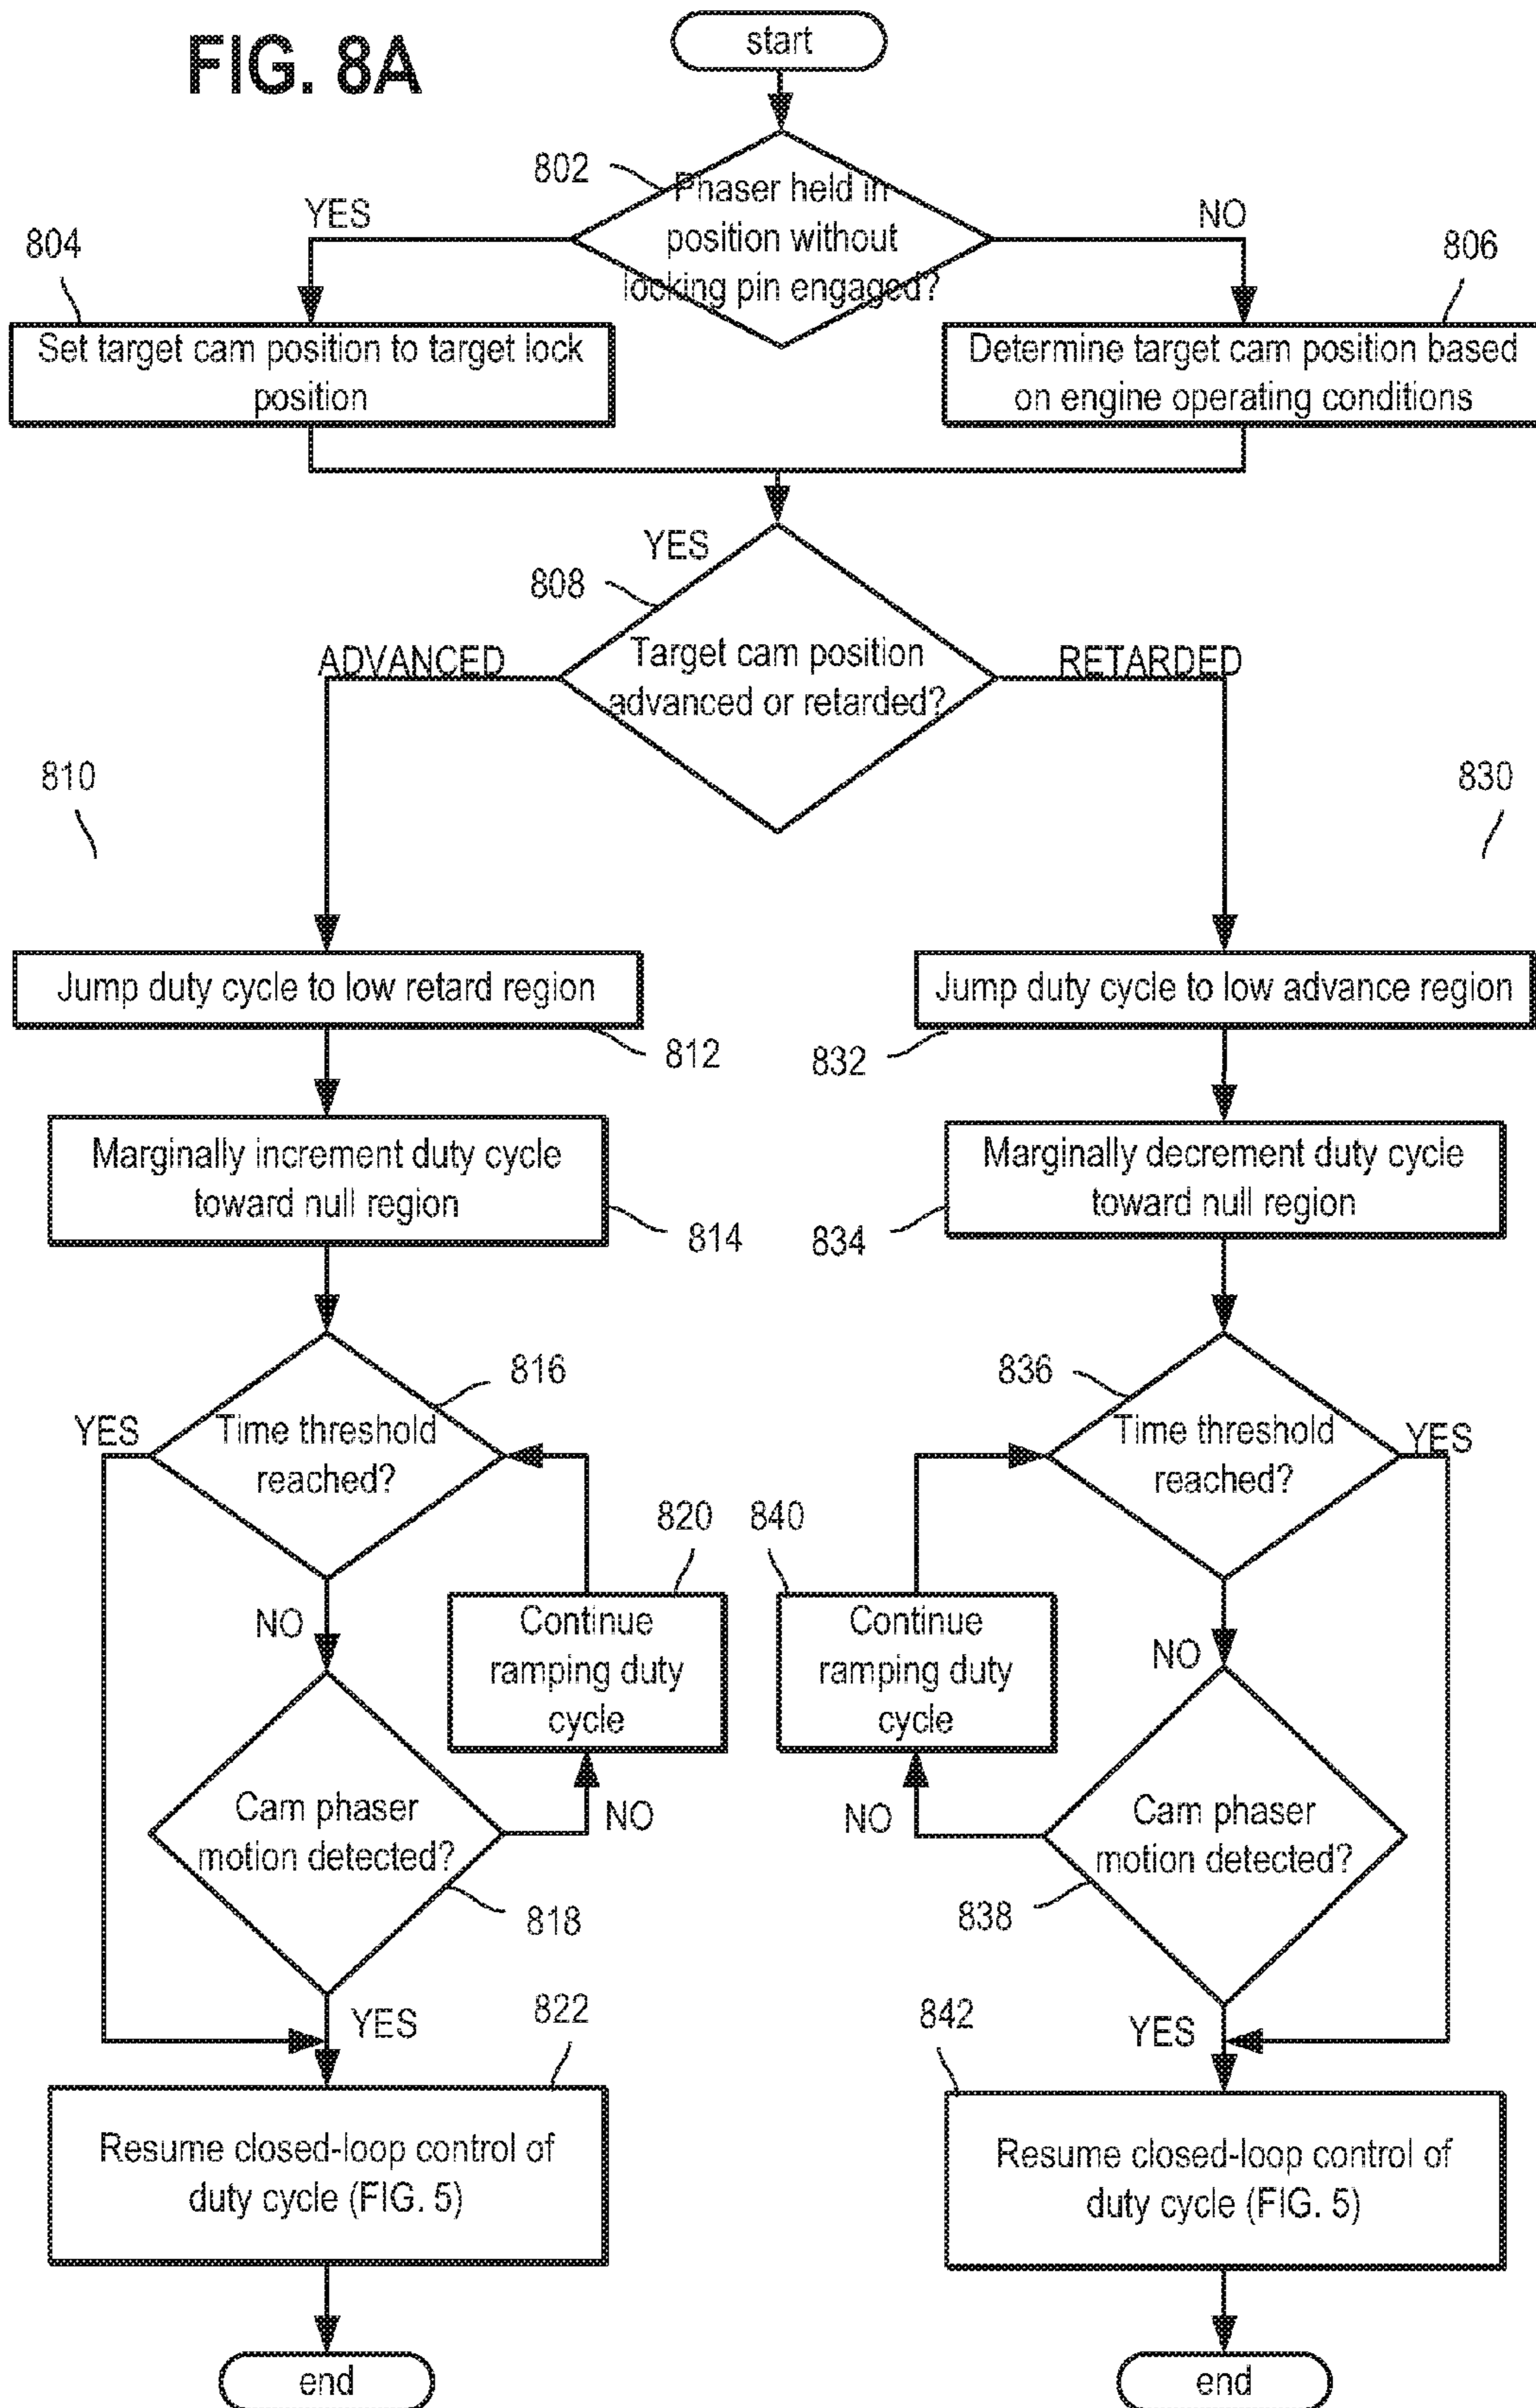 FIG. 8A
start
802
Phaser held in
position without
locking pin engaged?
YES
NO
804
806
Set target cam position to target lock
position
Determine target cam position based
on engine operating conditions
YES
808
Target cam position
advanced or retarded?
ADVANCED
RETARDED
810
830
Jump duty cycle to low retard region
812
Jump duty cycle to low advance region
832
Marginally increment duty cycle
toward null region
814
Marginally decrement duty cycle
toward null region
834
816
Time threshold
reached?
YES
836
Time threshold
reached?
YES
820
840
NO
Continue
ramping duty
cycle
Continue
ramping duty
cycle
NO
Cam phaser
motion detected?
NO
818
NO
Cam phaser
motion detected?
838
YES
822
842
YES
Resume closed-loop control of
duty cycle (FIG. 5)
Resume closed-loop control of
duty cycle (FIG. 5)
end
end